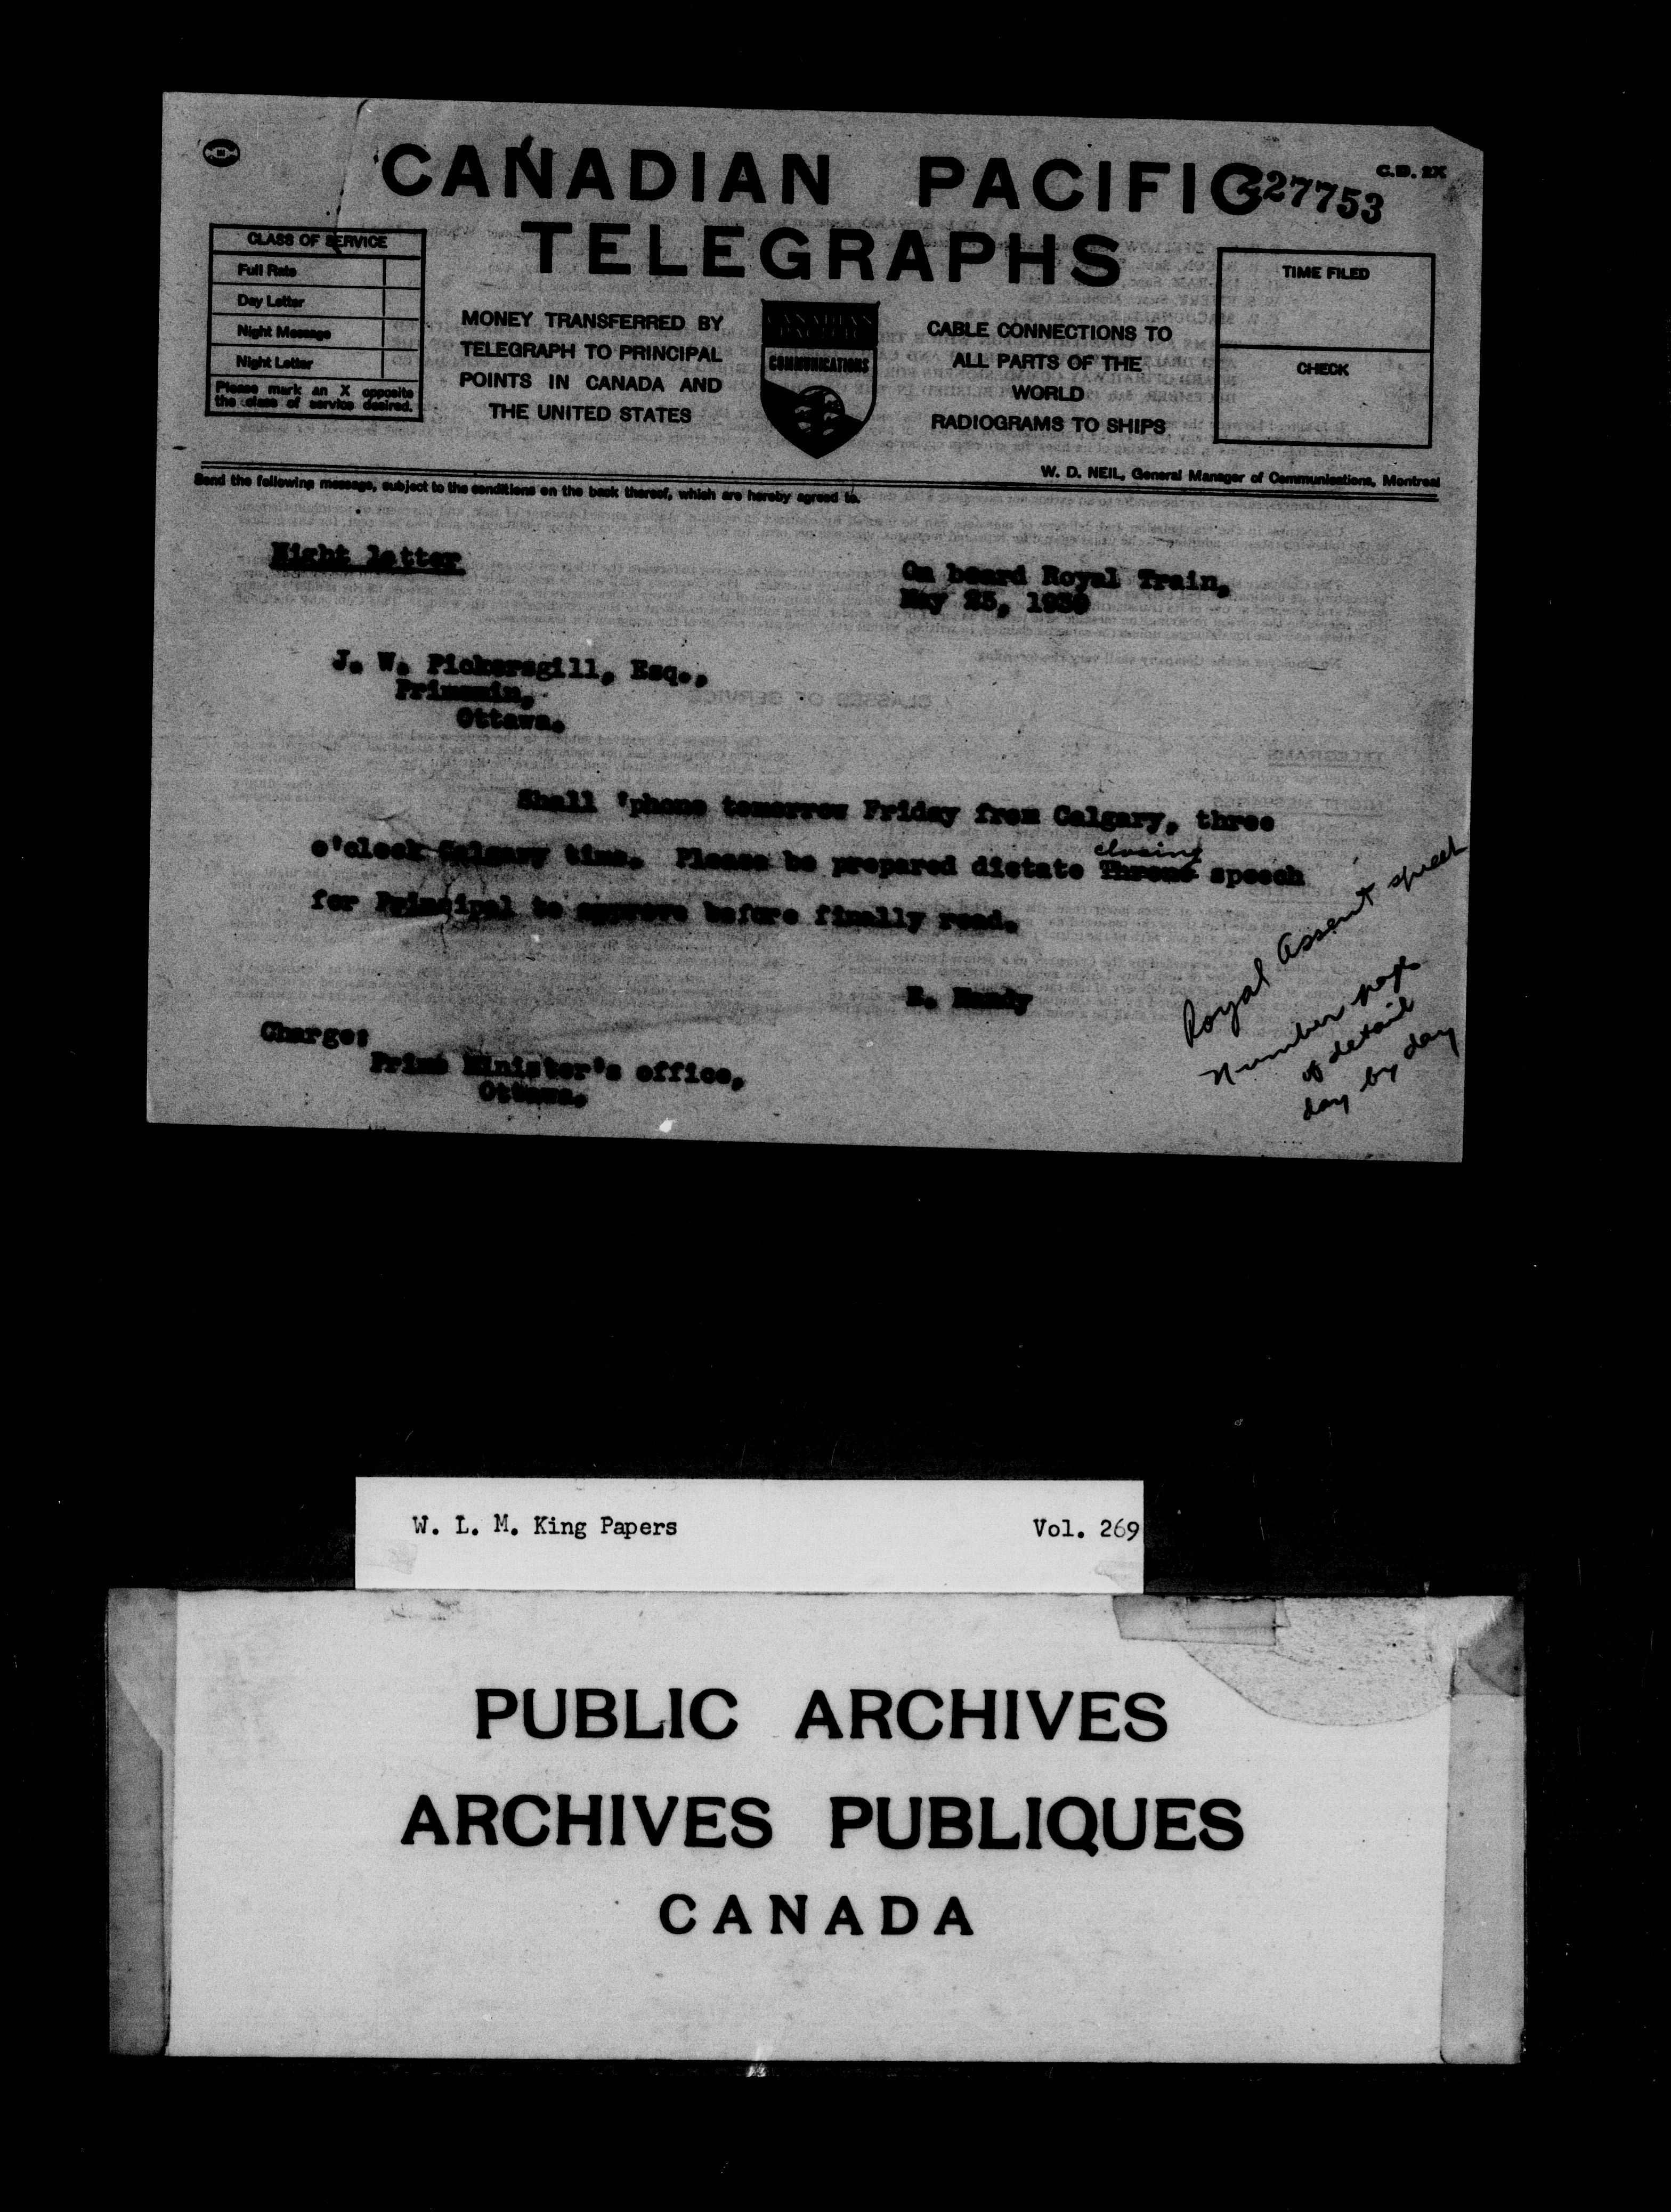 CANADIAN PACIFIC
TELEGRAPHS
C.D. 2X
227753
CLASS OF SERVICE
Full Rate
Day Letter
Night Message
Night Letter
Please mark an X opposite
the class of service desired.
MONEY TRANSFERRED BY
TELEGRAPH TO PRINCIPAL
POINTS IN CANADA AND
THE UNITED STATES
COMMUNICATIONS
CABLE CONNECTIONS TO
ALL PARTS OF THE
WORLD
RADIOGRAMS TO SHIPS
TIME FILED
CHECK
W. D. NEIL, General Manager of Communications, Montreal
Send the following message, subject to the conditions on the back thereof, which are hereby agreed to.
Night letter
On board Royal Train,
May 25, 1939
J. W. Pickersgill, Esq.,
Primemin,
Ottawa.
Shall 'phone tomorrow Friday from Calgary, three
o'clock Calgary time. Please be prepared dictate Throne closing speech
for Principal to approve before finally read.
E. Handy
Charge:
Prime Minister's office,
Ottawa.
Royal Assent speech
Number page
of detail
day by day
W. L. M. King Papers Vol. 269
PUBLIC ARCHIVES
ARCHIVES PUBLIQUES
CANADA